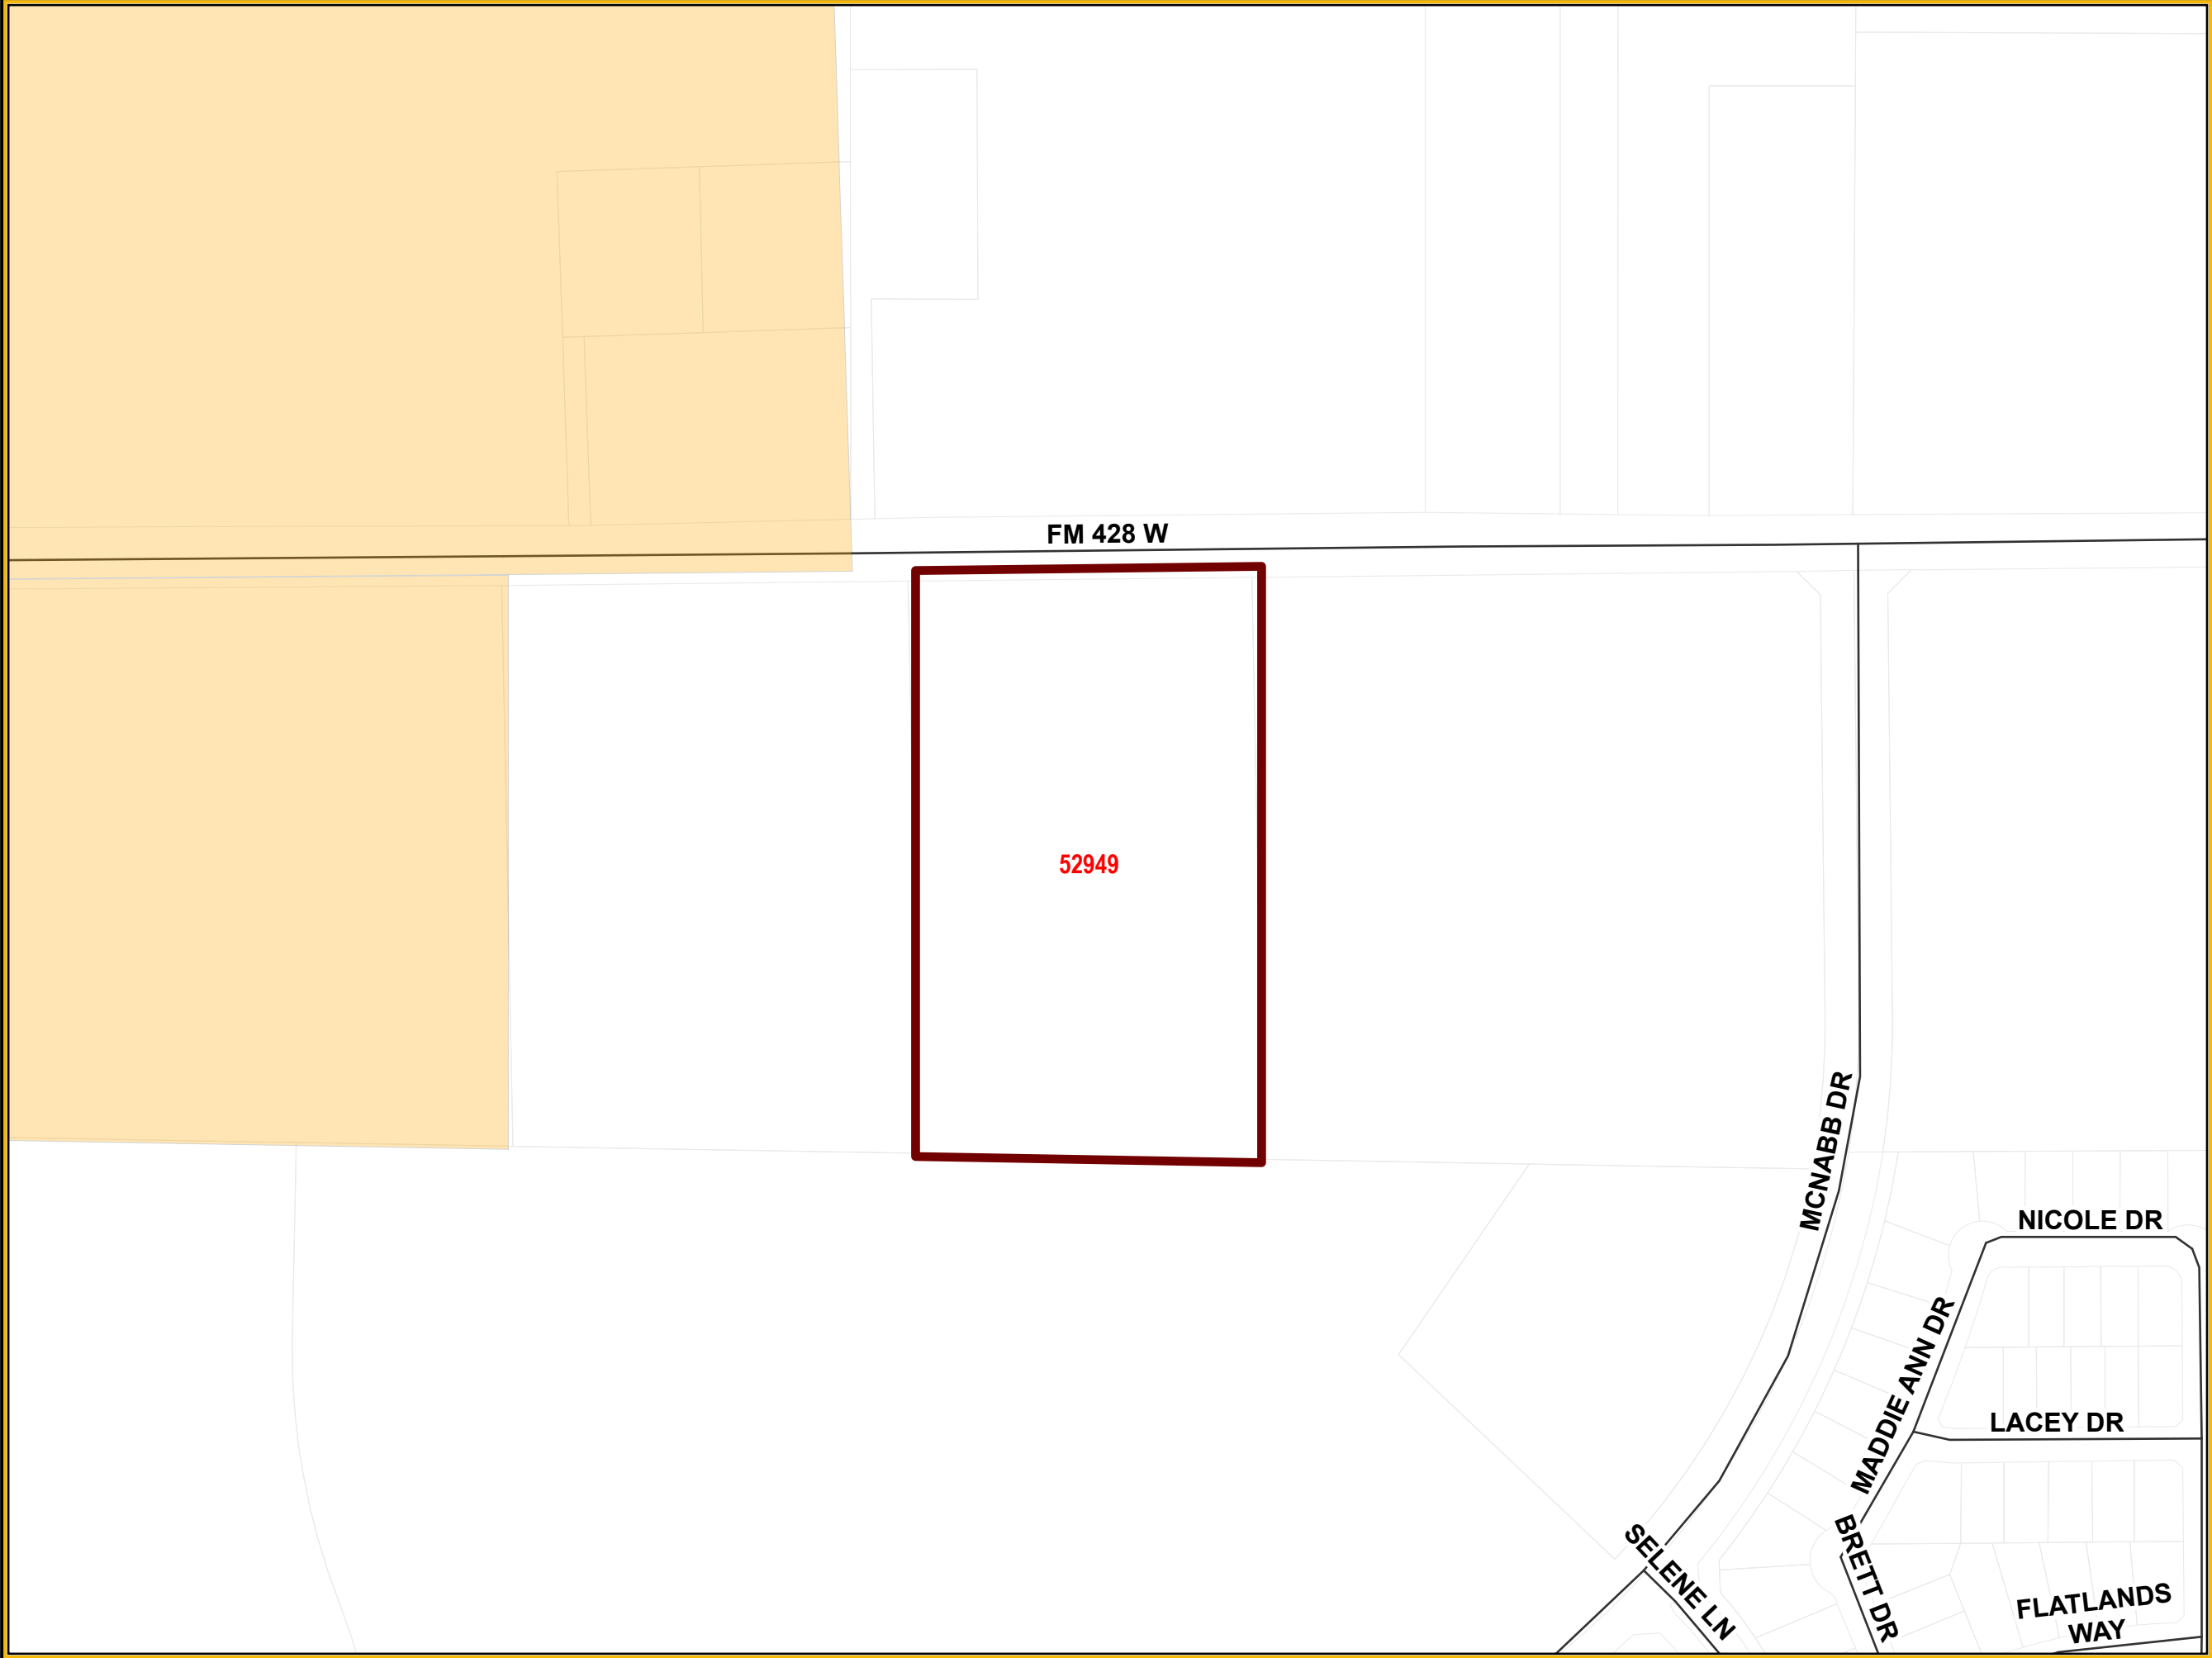 FM 428 W
52949
MCNABB DR
NICOLE DR
MADDIE ANN DR
LACEY DR
SELENE LN
BRETT DR
FLATLANDS
WAY